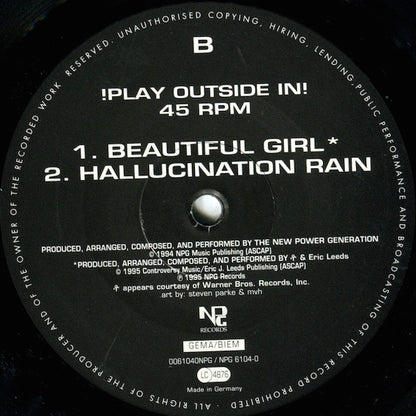 ALL RIGHTS OF THE PRODUCER AND OF THE OWNER OF THE RECORDED WORK RESERVED. UNAUTHORISED COPYING, HIRING, LENDING, PUBLIC PERFORMANCE AND BROADCASTING OF THIS RECORD PROHIBITED ·
B
!PLAY OUTSIDE IN!
45 RPM
1. BEAUTIFUL GIRL*
2. HALLUCINATION RAIN
PRODUCED, ARRANGED, COMPOSED, AND PERFORMED BY THE NEW POWER GENERATION
© 1994 NPG Music Publishing (ASCAP)
*PRODUCED, ARRANGED, COMPOSED, AND PERFORMED BY & Eric Leeds
© 1995 Controversy Music/Eric J. Leeds Publishing (ASCAP)
℗ 1995 NPG Records
appears courtesy of Warner Bros. Records, Inc.
art by: steven parke & mvh
NPG
RECORDS
GEMA/BIEM
0061040NPG / NPG 6104-0
LC 4876
Made in Germany